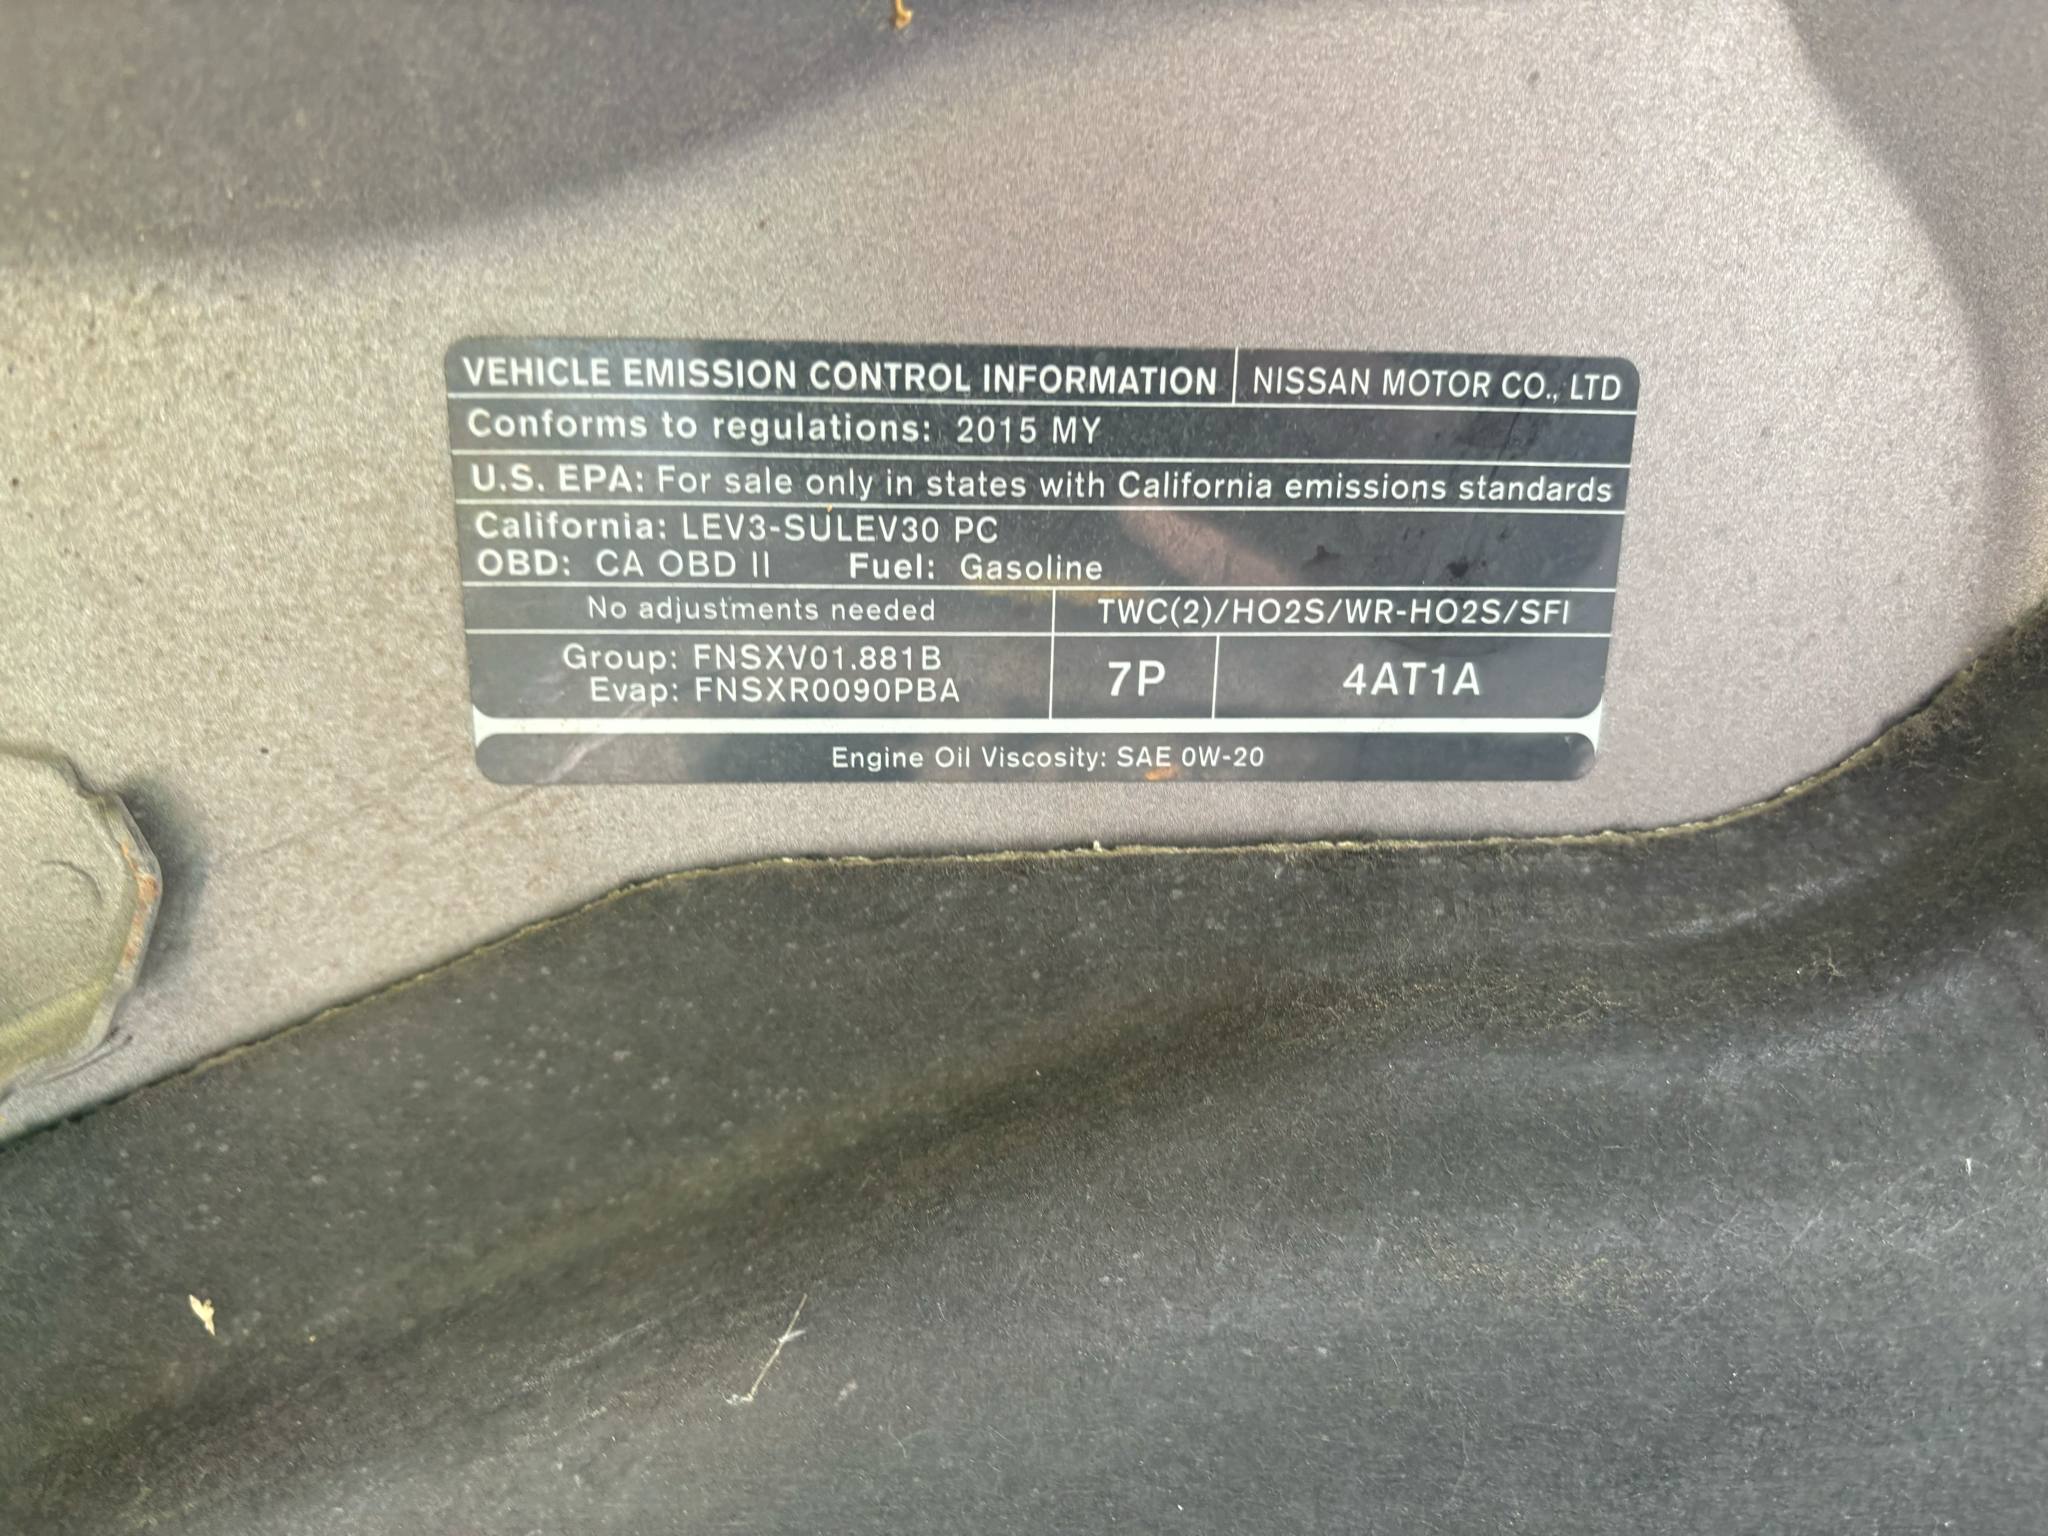 VEHICLE EMISSION CONTROL INFORMATION NISSAN MOTOR CO., LTD
Conforms to regulations: 2015 MY
U.S. EPA: For sale only in states with California emissions standards
California: LEV3-SULEV30 PC
OBD: CA OBD II Fuel: Gasoline
No adjustments needed TWC(2)/HO2S/WR-HO2S/SFI
Group: FNSXV01.881B
Evap: FNSXR0090PBA
7P
4AT1A
Engine Oil Viscosity: SAE 0W-20